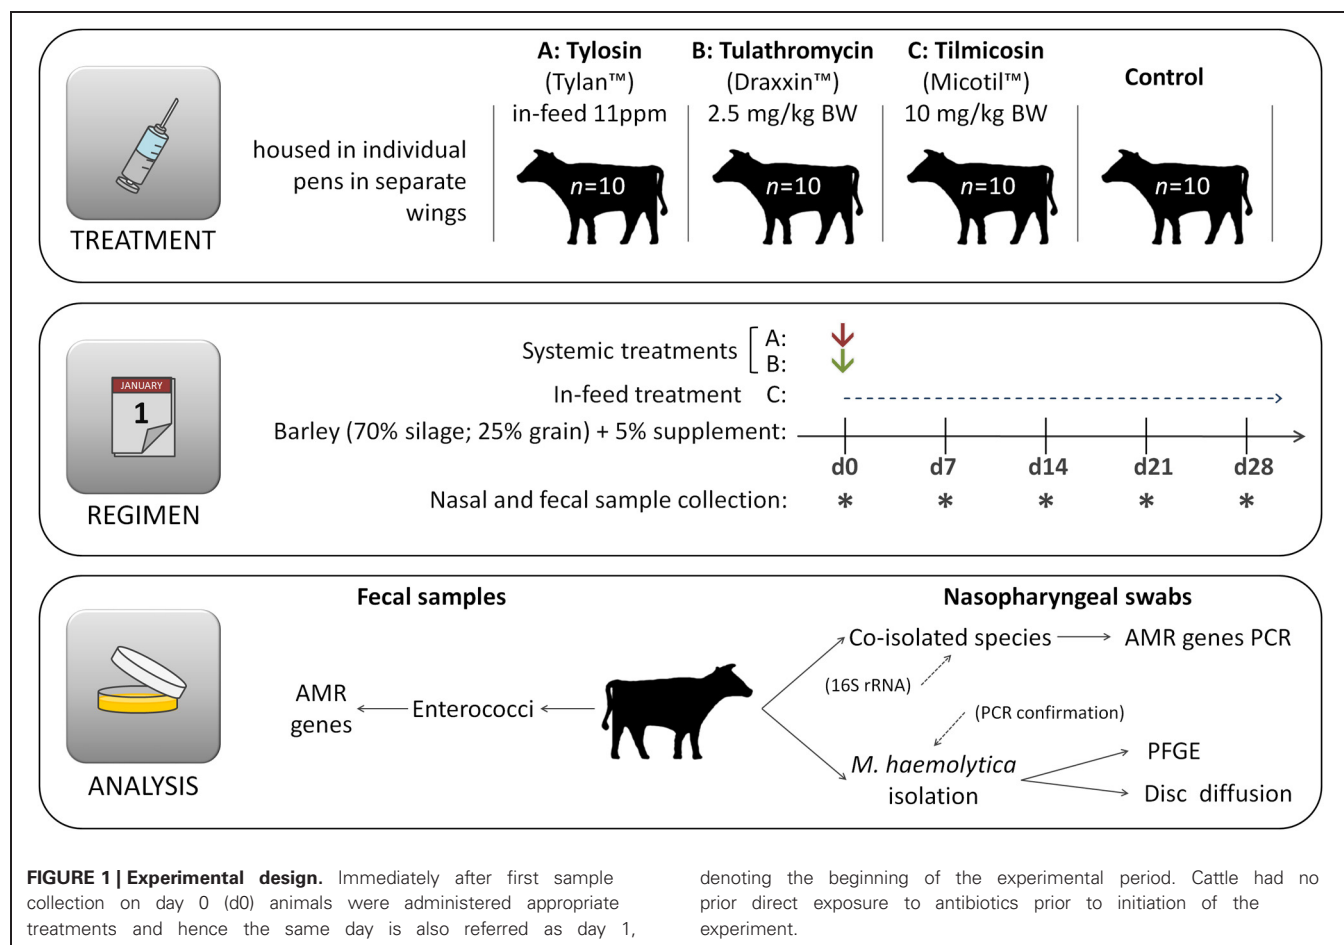 A: Tylosin
(Tylan™)
in-feed 11ppm
B: Tulathromycin
(Draxxin™)
2.5 mg/kg BW
C: Tilmicosin
(Micotil™)
10 mg/kg BW
Control
housed in individual
pens in separate
wings
n=10
n=10
n=10
n=10
TREATMENT
JANUARY
1
REGIMEN
Systemic treatments
A:
B:
In-feed treatment C:
Barley (70% silage; 25% grain) + 5% supplement:
d0 d7 d14 d21 d28
Nasal and fecal sample collection: * * * * *
ANALYSIS
Fecal samples
AMR
genes
Enterococci
Nasopharyngeal swabs
Co-isolated species
AMR genes PCR
(16S rRNA)
(PCR confirmation)
M. haemolytica
isolation
PFGE
Disc diffusion
FIGURE 1 | Experimental design. Immediately after first sample
collection on day 0 (d0) animals were administered appropriate
treatments and hence the same day is also referred as day 1,
denoting the beginning of the experimental period. Cattle had no
prior direct exposure to antibiotics prior to initiation of the
experiment.